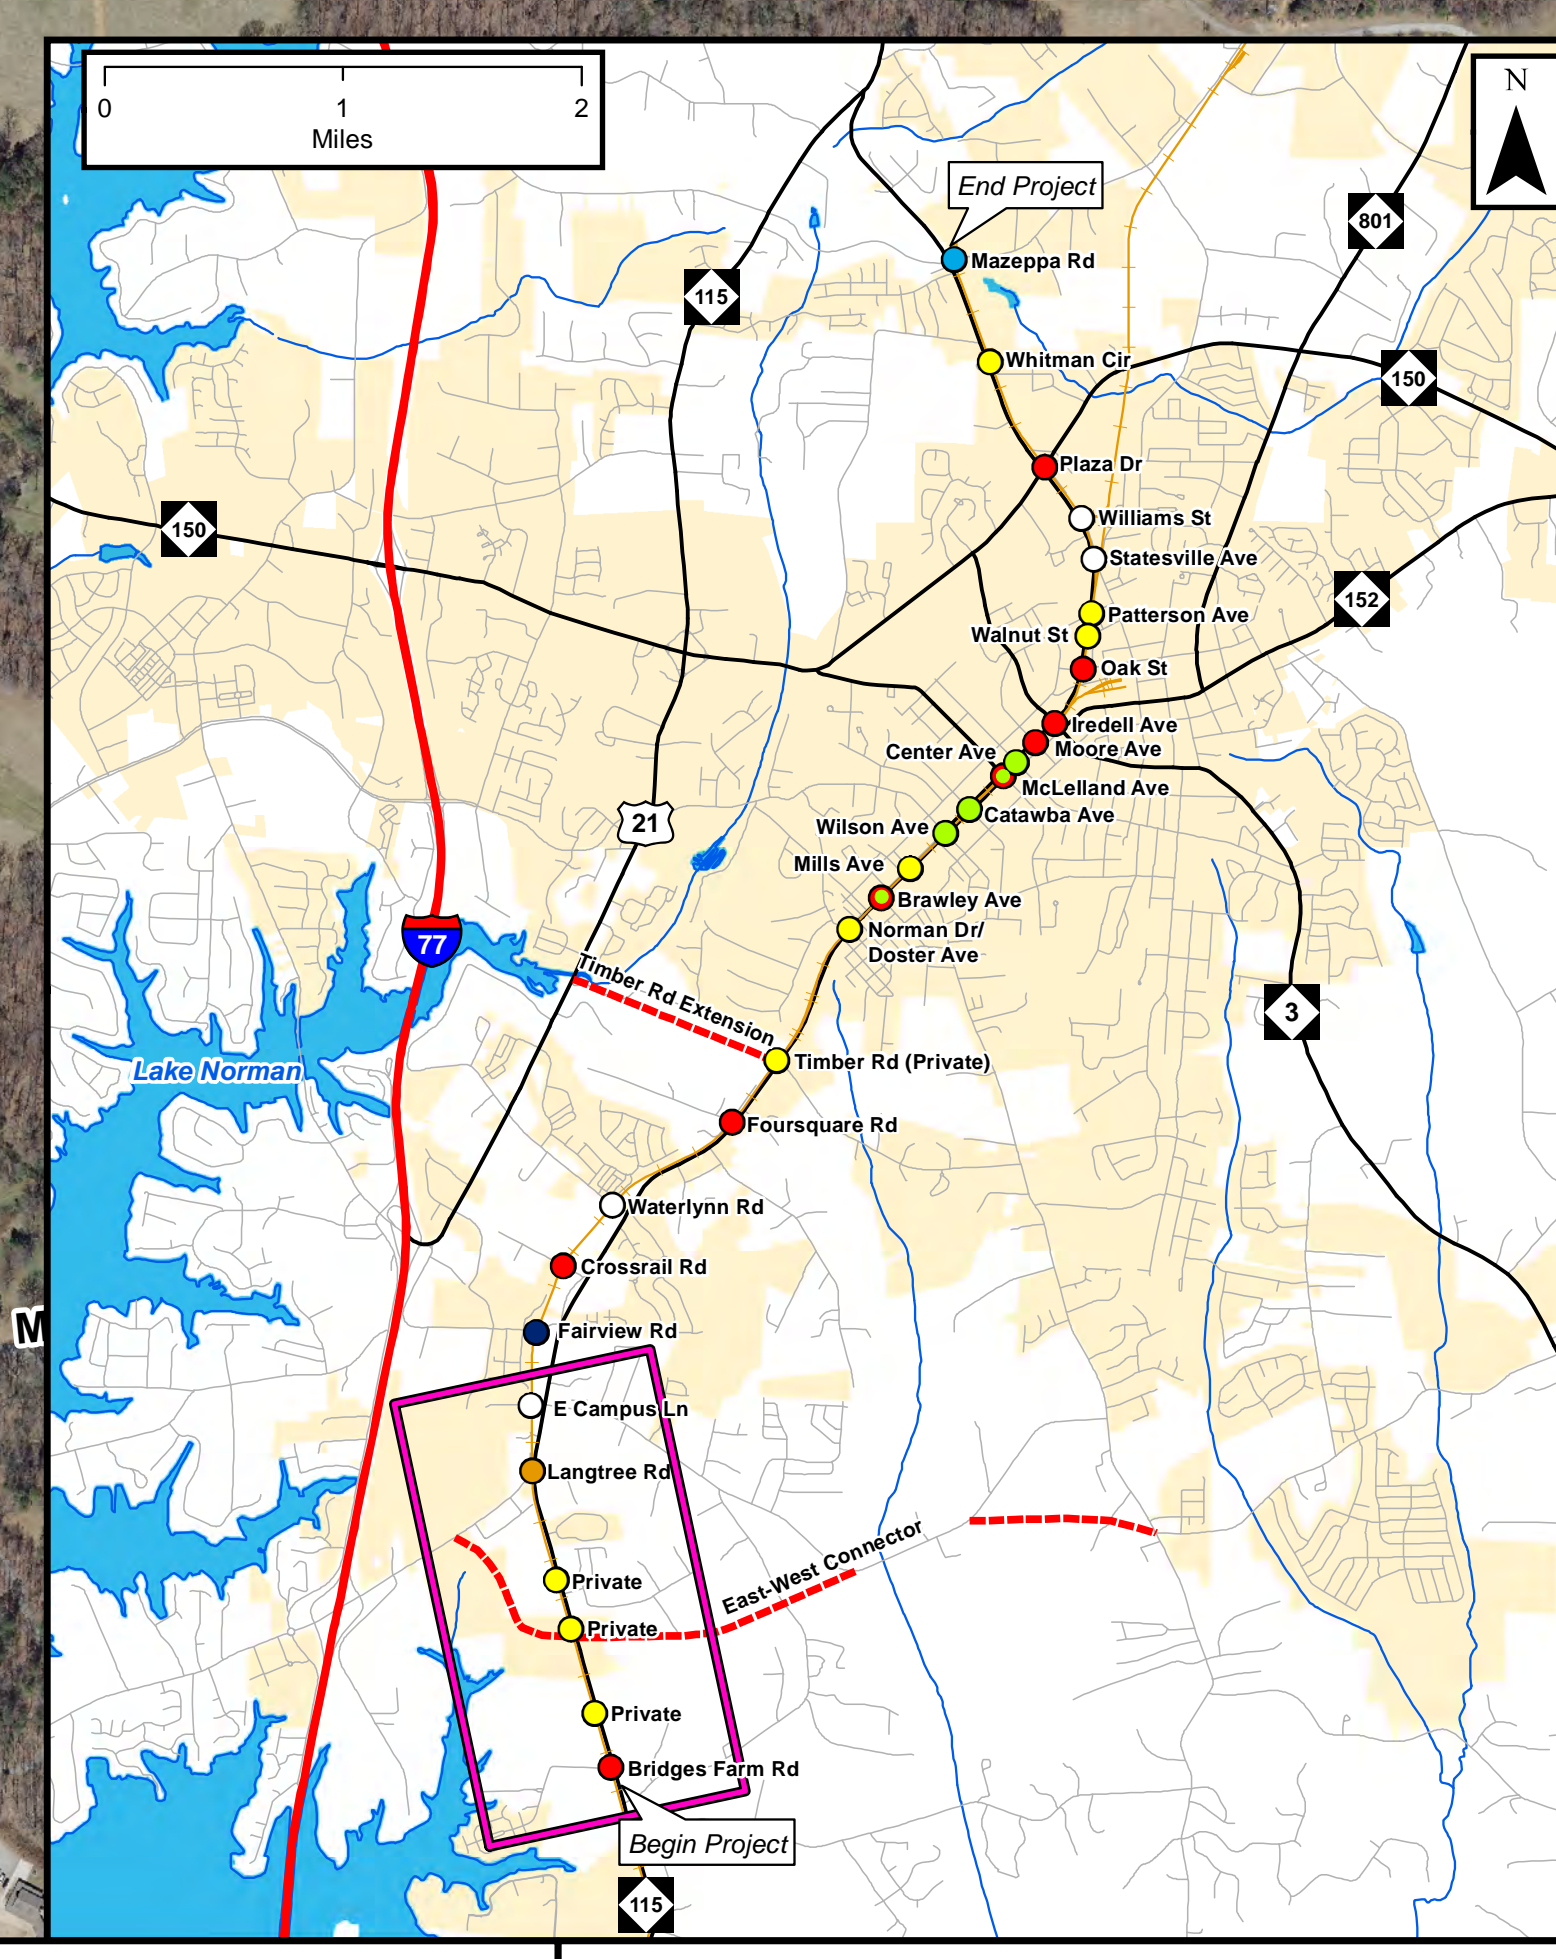 0 1 2
Miles
N
End Project
801
Mazeppa Rd
115
Whitman Cir
150
Plaza Dr
150
Williams St
Statesville Ave
152
Patterson Ave
Walnut St
Oak St
Iredell Ave
Center Ave
Moore Ave
McLelland Ave
Catawba Ave
21
Wilson Ave
Mills Ave
Brawley Ave
77
Norman Dr/
Doster Ave
Timber Rd Extension
3
Lake Norman
Timber Rd (Private)
Foursquare Rd
Waterlynn Rd
Crossrail Rd
M
Fairview Rd
E Campus Ln
Langtree Rd
East-West Connector
Private
Private
Private
Bridges Farm Rd
Begin Project
115